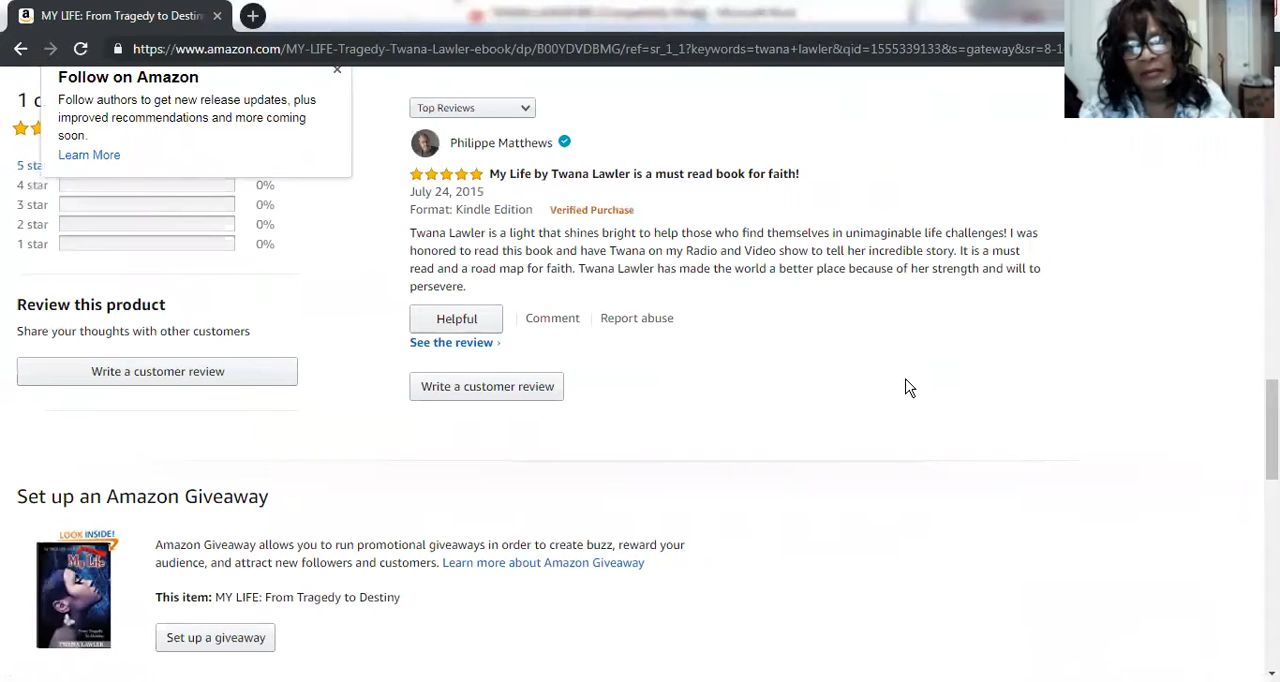 MY LIFE: From Tragedy to Destin
https://www.amazon.com/MY-LIFE-Tragedy-Twana-Lawler-ebook/dp/B00YDVDBMG/ref=sr_1_1?keywords=twana+lawler&qid=1555339133&s=gateway&sr=8-1
Follow on Amazon
Follow authors to get new release updates, plus
improved recommendations and more coming
soon.
Learn More
1 c
5 sta
4 star 0%
3 star 0%
2 star 0%
1 star 0%
Review this product
Share your thoughts with other customers
Write a customer review
Top Reviews
Philippe Matthews
My Life by Twana Lawler is a must read book for faith!
July 24, 2015
Format: Kindle Edition Verified Purchase
Twana Lawler is a light that shines bright to help those who find themselves in unimaginable life challenges! I was
honored to read this book and have Twana on my Radio and Video show to tell her incredible story. It is a must
read and a road map for faith. Twana Lawler has made the world a better place because of her strength and will to
persevere.
Helpful Comment Report abuse
See the review ›
Write a customer review
Set up an Amazon Giveaway
LOOK INSIDE!
My Life
From Tragedy
to Destiny
TWANA LAWLER
Amazon Giveaway allows you to run promotional giveaways in order to create buzz, reward your
audience, and attract new followers and customers. Learn more about Amazon Giveaway
This item: MY LIFE: From Tragedy to Destiny
Set up a giveaway